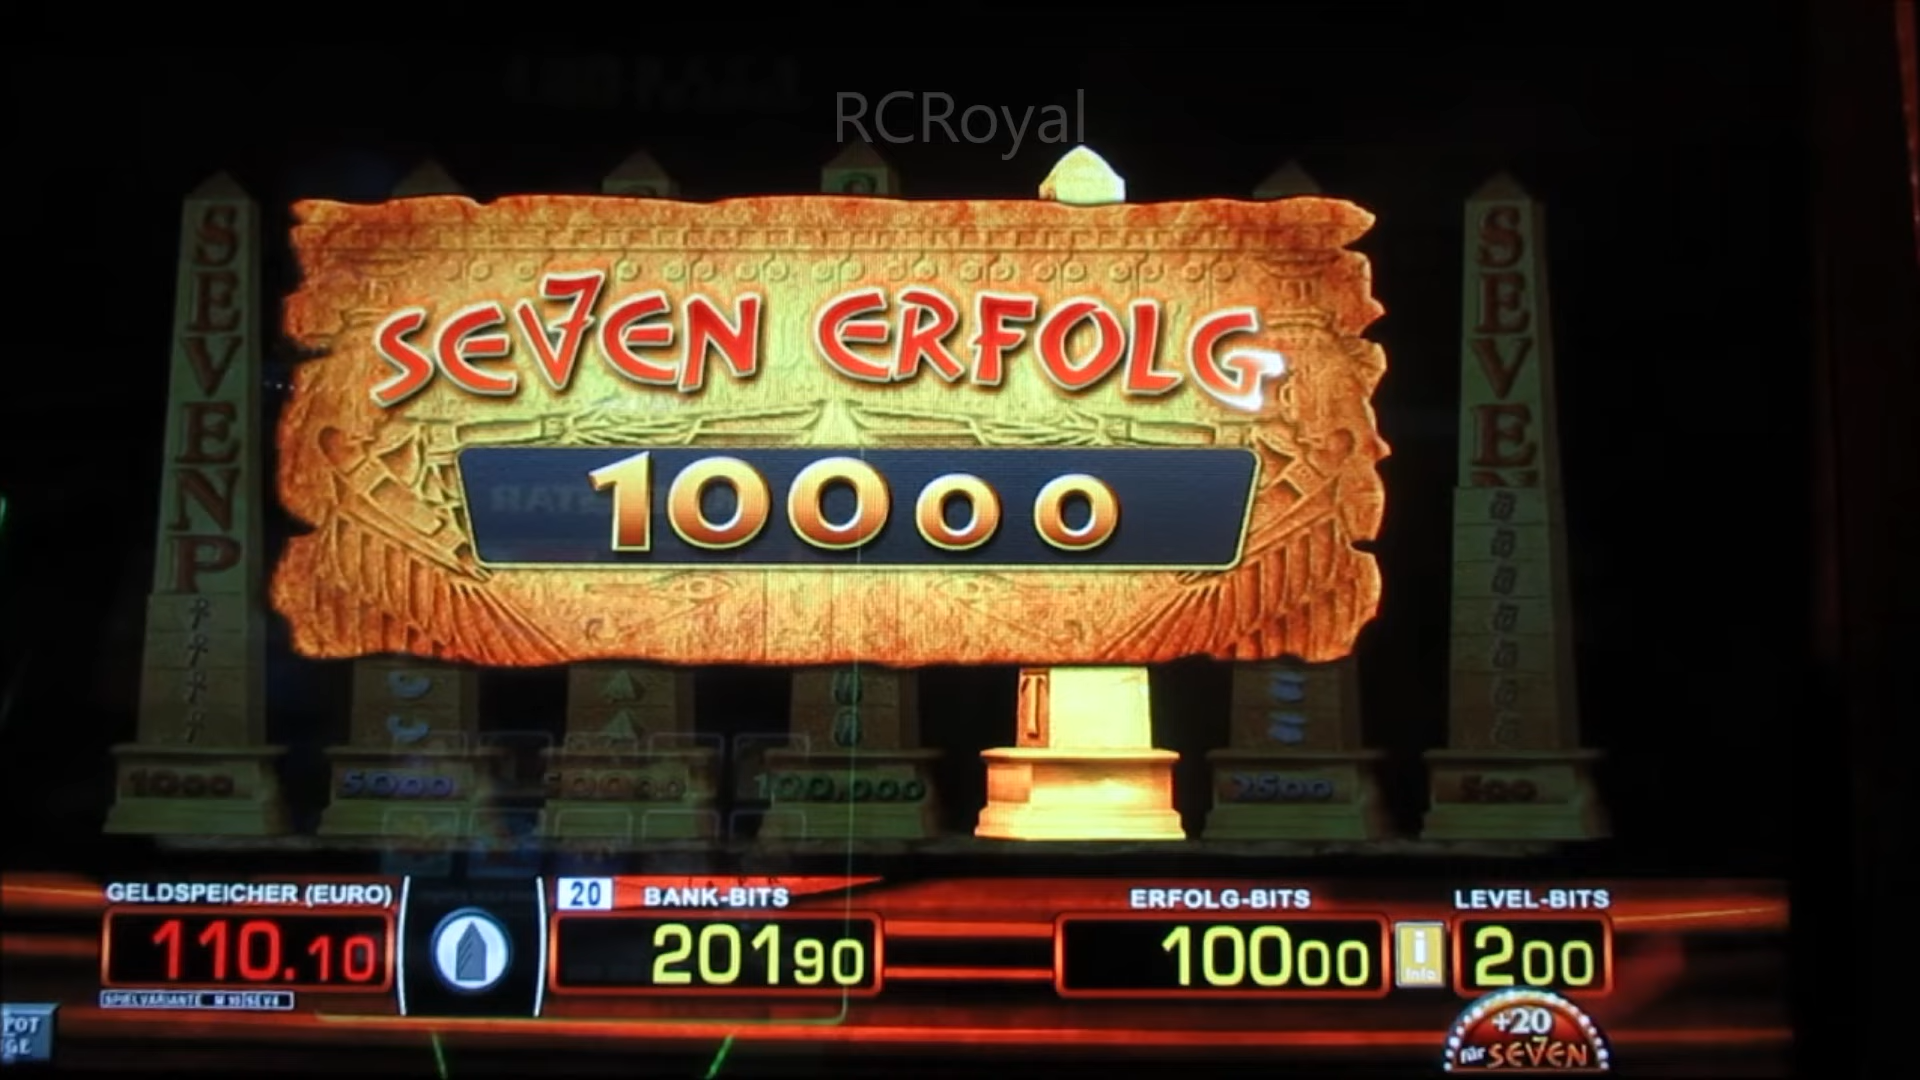 RCRoyal
SEVEN
SEVEN
SEVEN ERFOLG
10000
1000
5000
100.000
2500
500
GELDSPEICHER (EURO)
110.10
20
BANK-BITS
20190
ERFOLG-BITS
10000
i
Info
LEVEL-BITS
200
SPIELVARIANTE
+20
für SEVEN